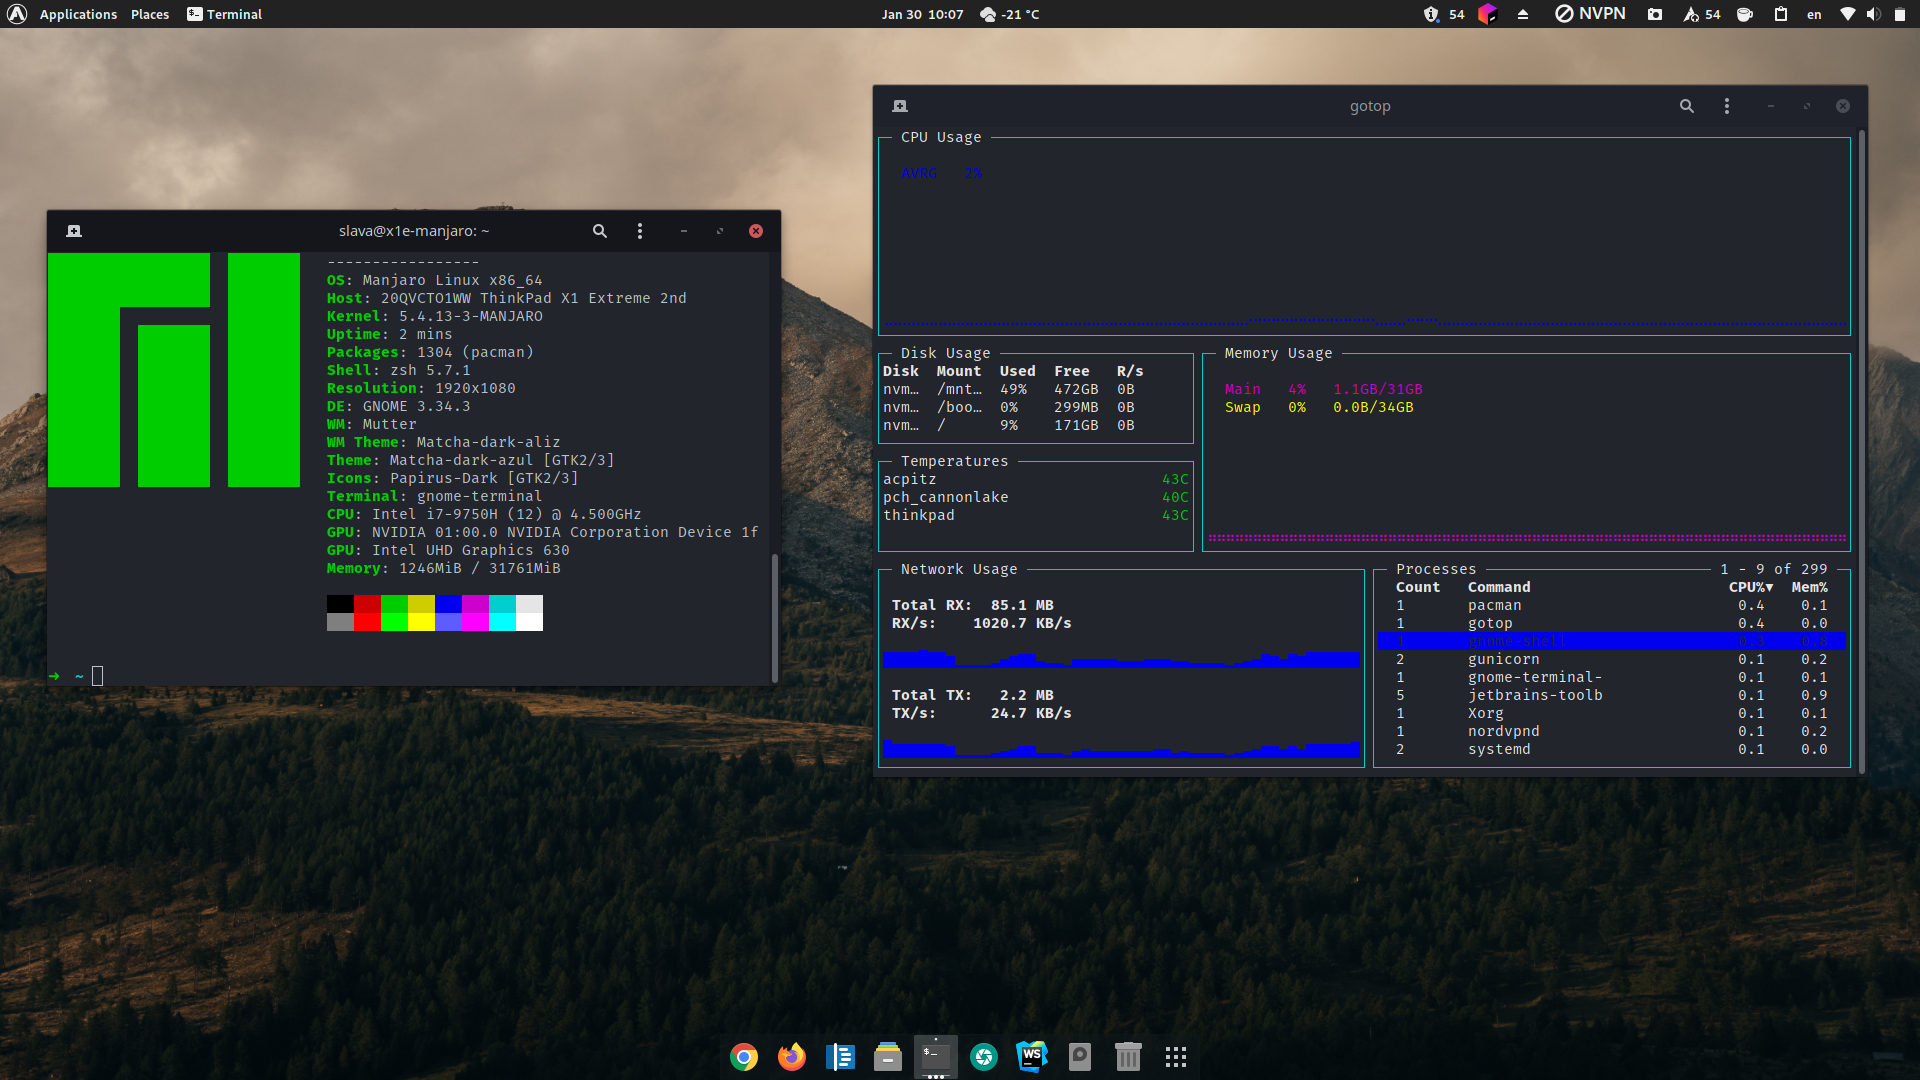 Applications Places Terminal
Jan 30 10:07 -21 °C
54 NVPN 54 en
slava@x1e-manjaro: ~
-----------------
OS: Manjaro Linux x86_64
Host: 20QVCTO1WW ThinkPad X1 Extreme 2nd
Kernel: 5.4.13-3-MANJARO
Uptime: 2 mins
Packages: 1304 (pacman)
Shell: zsh 5.7.1
Resolution: 1920x1080
DE: GNOME 3.34.3
WM: Mutter
WM Theme: Matcha-dark-aliz
Theme: Matcha-dark-azul [GTK2/3]
Icons: Papirus-Dark [GTK2/3]
Terminal: gnome-terminal
CPU: Intel i7-9750H (12) @ 4.500GHz
GPU: NVIDIA 01:00.0 NVIDIA Corporation Device 1f
GPU: Intel UHD Graphics 630
Memory: 1246MiB / 31761MiB
➜ ~
gotop
CPU Usage
AVRG 2%
Disk Usage
Disk Mount Used Free R/s
nvm… /mnt… 49% 472GB 0B
nvm… /boo… 0% 299MB 0B
nvm… / 9% 171GB 0B
Memory Usage
Main 4% 1.1GB/31GB
Swap 0% 0.0B/34GB
Temperatures
acpitz 43C
pch_cannonlake 40C
thinkpad 43C
Network Usage
Total RX: 85.1 MB
RX/s: 1020.7 KB/s
Total TX: 2.2 MB
TX/s: 24.7 KB/s
Processes 1 - 9 of 299
Count Command CPU%▼ Mem%
1 pacman 0.4 0.1
1 gotop 0.4 0.0
1 gnome-shell
2 gunicorn 0.1 0.2
1 gnome-terminal- 0.1 0.1
5 jetbrains-toolb 0.1 0.9
1 Xorg 0.1 0.1
1 nordvpnd 0.1 0.2
2 systemd 0.1 0.0
$_
WS